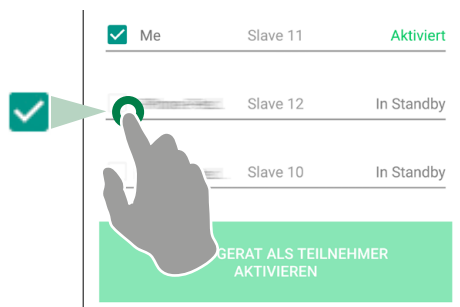 Me Slave 11 Aktiviert
Slave 12 In Standby
Slave 10 In Standby
GERAT ALS TEILNEHMER
AKTIVIEREN